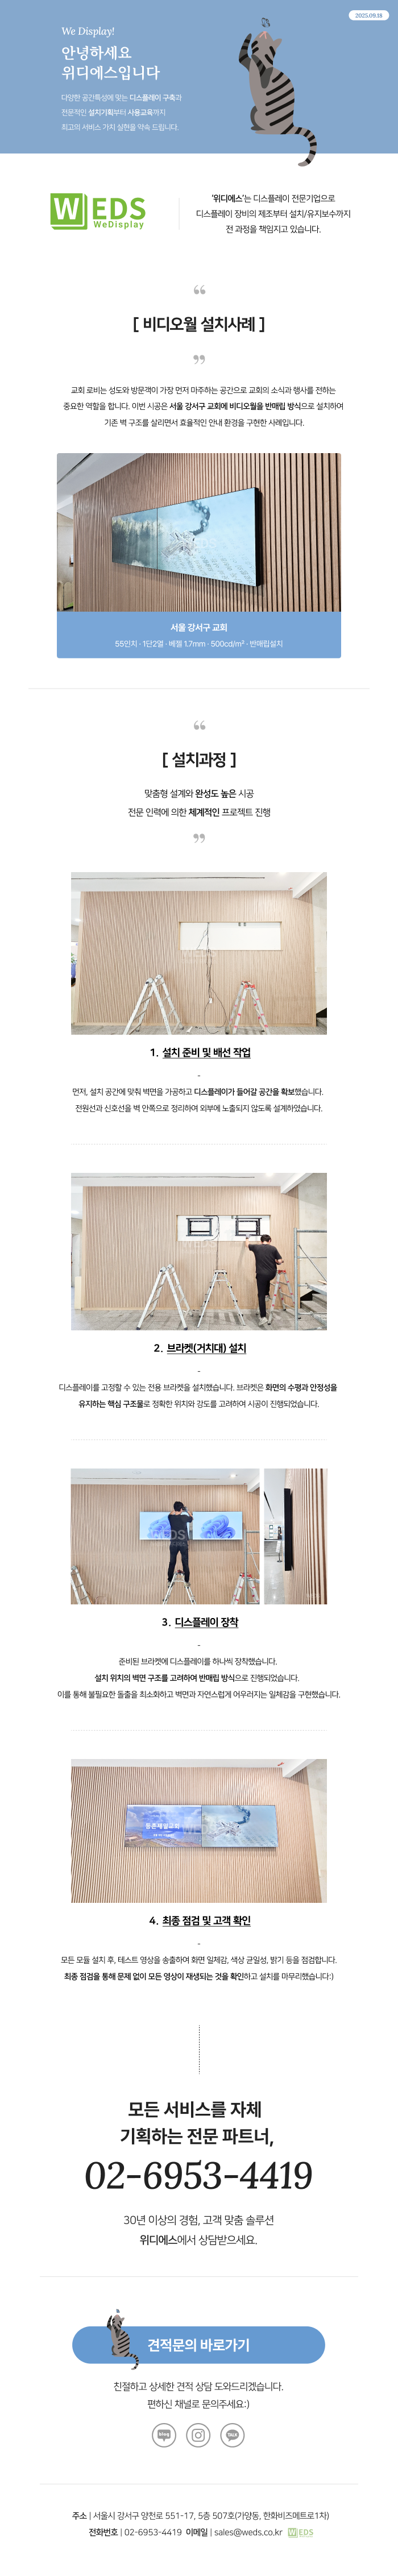 2025.09.18
We Display!
안녕하세요
위디에스입니다
다양한 공간특성에 맞는 디스플레이 구축과
전문적인 설치기획부터 사용교육까지
최고의 서비스 가치 실현을 약속 드립니다.
WEDS
WeDisplay
'위디에스'는 디스플레이 전문기업으로
디스플레이 장비의 제조부터 설치/유지보수까지
전 과정을 책임지고 있습니다.
“
[ 비디오월 설치사례 ]
”
교회 로비는 성도와 방문객이 가장 먼저 마주하는 공간으로 교회의 소식과 행사를 전하는
중요한 역할을 합니다. 이번 시공은 서울 강서구 교회에 비디오월을 반매립 방식으로 설치하여
기존 벽 구조를 살리면서 효율적인 안내 환경을 구현한 사례입니다.
서울 강서구 교회
55인치 · 1단2열 · 베젤 1.7mm · 500cd/m² · 반매립설치
“
[ 설치과정 ]
맞춤형 설계와 완성도 높은 시공
전문 인력에 의한 체계적인 프로젝트 진행
”
1. 설치 준비 및 배선 작업
-
먼저, 설치 공간에 맞춰 벽면을 가공하고 디스플레이가 들어갈 공간을 확보했습니다.
전원선과 신호선을 벽 안쪽으로 정리하여 외부에 노출되지 않도록 설계하였습니다.
2. 브라켓(거치대) 설치
-
디스플레이를 고정할 수 있는 전용 브라켓을 설치했습니다. 브라켓은 화면의 수평과 안정성을
유지하는 핵심 구조물로 정확한 위치와 강도를 고려하여 시공이 진행되었습니다.
3. 디스플레이 장착
-
준비된 브라켓에 디스플레이를 하나씩 장착했습니다.
설치 위치의 벽면 구조를 고려하여 반매립 방식으로 진행되었습니다.
이를 통해 불필요한 돌출을 최소화하고 벽면과 자연스럽게 어우러지는 일체감을 구현했습니다.
4. 최종 점검 및 고객 확인
-
모든 모듈 설치 후, 테스트 영상을 송출하여 화면 일체감, 색상 균일성, 밝기 등을 점검합니다.
최종 점검을 통해 문제 없이 모든 영상이 재생되는 것을 확인하고 설치를 마무리했습니다:)
모든 서비스를 자체
기획하는 전문 파트너,
02-6953-4419
30년 이상의 경험, 고객 맞춤 솔루션
위디에스에서 상담받으세요.
견적문의 바로가기
친절하고 상세한 견적 상담 도와드리겠습니다.
편하신 채널로 문의주세요:)
blog
TALK
주소 | 서울시 강서구 양천로 551-17, 5층 507호(가양동, 한화비즈메트로1차)
전화번호 | 02-6953-4419 이메일 | sales@weds.co.kr WEDS